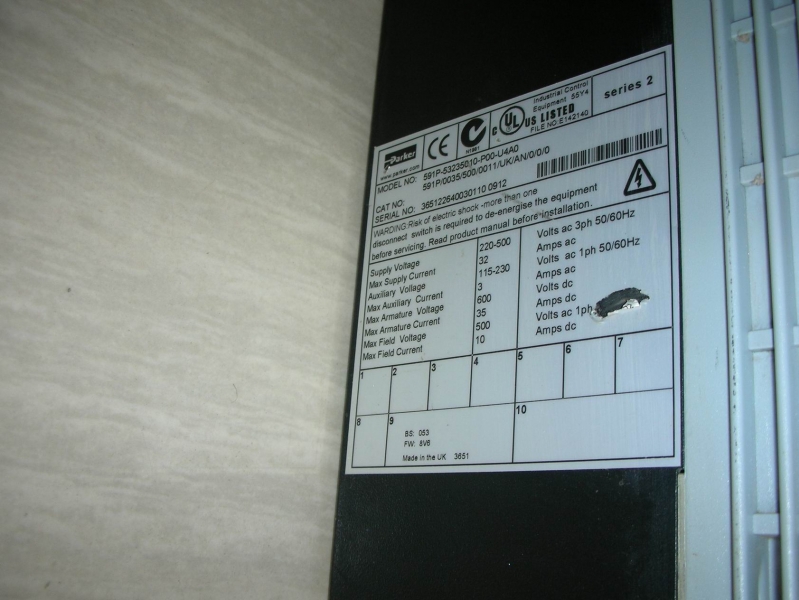 Parker
www.parker.com
CE
N1961
c UL us LISTED
Industrial Control
Equipment 55Y4
FILE NO E142140
series 2
MODEL NO: 591P-53235010-P00-U4A0
CAT NO: 591P/0035/500/0011/UK/AN/0/0/0
SERIAL NO: 365122640030110 0912
WARDING:Risk of electric shock -more than one
disconnect switch is required to de-energise the equipment
before servicing. Read product manual before installation.
Supply Voltage 220-500 Volts ac 3ph 50/60Hz
Max Supply Current 32 Amps ac
Auxiliary Vollage 115-230 Volts ac 1ph 50/60Hz
Max Auxiliary Current 3 Amps ac
Max Armature Voltage 600 Volts dc
Max Armature Current 35 Amps dc
Max Field Voltage 500 Volts ac 1ph
Max Field Current 10 Amps dc
1 2 3 4 5 6 7
8 9 10
BS: 053
FW: 8V6
Made in the UK 3651